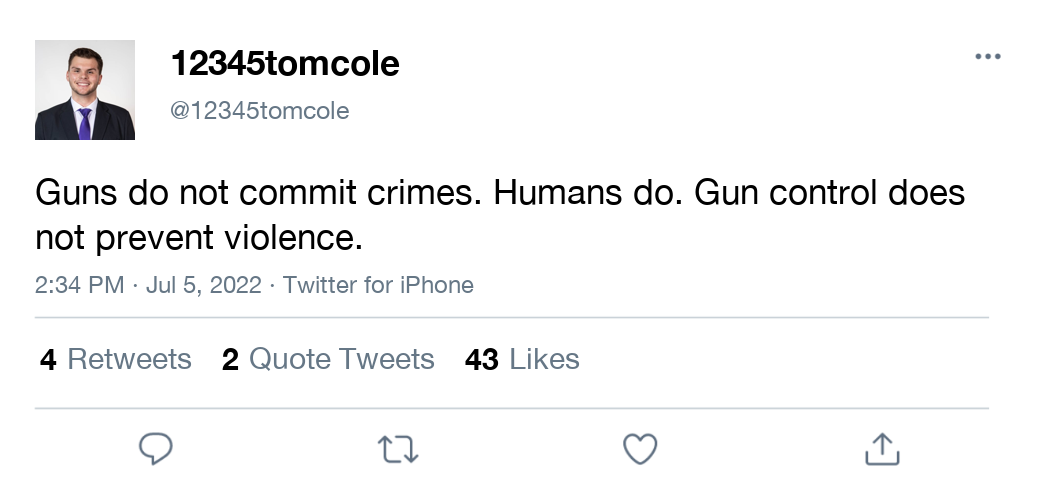 12345tomcole
@12345tomcole
Guns do not commit crimes. Humans do. Gun control does
not prevent violence.
2:34 PM · Jul 5, 2022 · Twitter for iPhone
4 Retweets 2 Quote Tweets 43 Likes